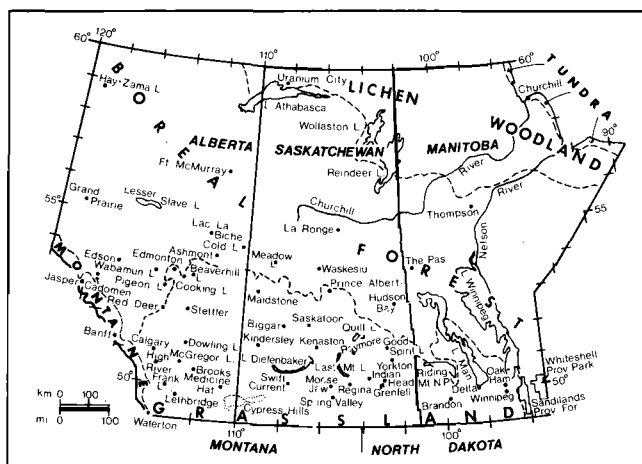 120°
60°
110°
100°
60°
Hay-Zama L
Uranium City
L Athabasca
LICHEN
WOODLAND
TUNDRA
Churchill
90°
Wollaston L
BOREAL
FOREST
ALBERTA
SASKATCHEWAN
MANITOBA
Ft McMurray
Reindeer L
River
River
Grand
Prairie
Lesser
Slave L
55°
55
Churchill
Thompson
Lac La
Biche
La Ronge
Nelson
Cold L
Ashmont
Meadow
L
Waskesiu
The Pas
Edson
Edmonton
Wabamun L
Beaverhill
L
Jasper
Pigeon L
Cooking L
Cadomen
Prince Albert
Hudson
Bay
L Winnipeg
MONTANE
Red Deer
Stettler
Maidstone
Biggar
Saskatoon
Quill L
Banff
Calgary
Dowling L
Kindersley
Kenaston
Raymore
Good
Spirit L
High
River
McGregor L
L Diefenbaker
Last Mt L
Yorkton
Riding
Mt N P
L Man
Oak
Ham
Whiteshell
Prov Park
50°
Brooks
Frank
Medicine
Hat
Swift
Current
Morse
Jaw
Regina
Indian
Head
Grenfell
Delta
Winnipeg
50°
Lethbridge
Spring Valley
Brandon
Sandilands
Prov For
Cypress Hills
Waterton
GRASSLAND
km
0
100
mi
110°
100°
MONTANA
NORTH DAKOTA